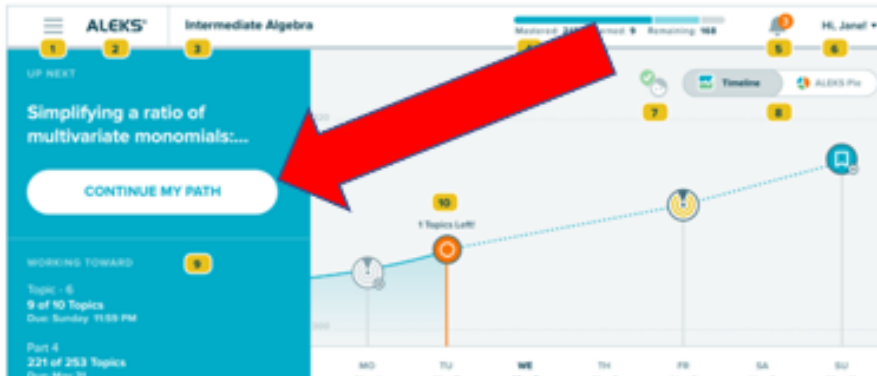 ALEKS®
Intermediate Algebra
Mastered:
9
Remaining: 168
3
Hi, Jane!
1
2
3
5
6
UP NEXT
Simplifying a ratio of
multivariate monomials:...
CONTINUE MY PATH
Timeline
ALEKS Pie
7
8
10
1 Topics Left!
WORKING TOWARD
9
Topic - 6
9 of 10 Topics
Due: Sunday 11:59 PM
Part 4
221 of 253 Topics
MO
TU
WE
TH
FR
SA
SU